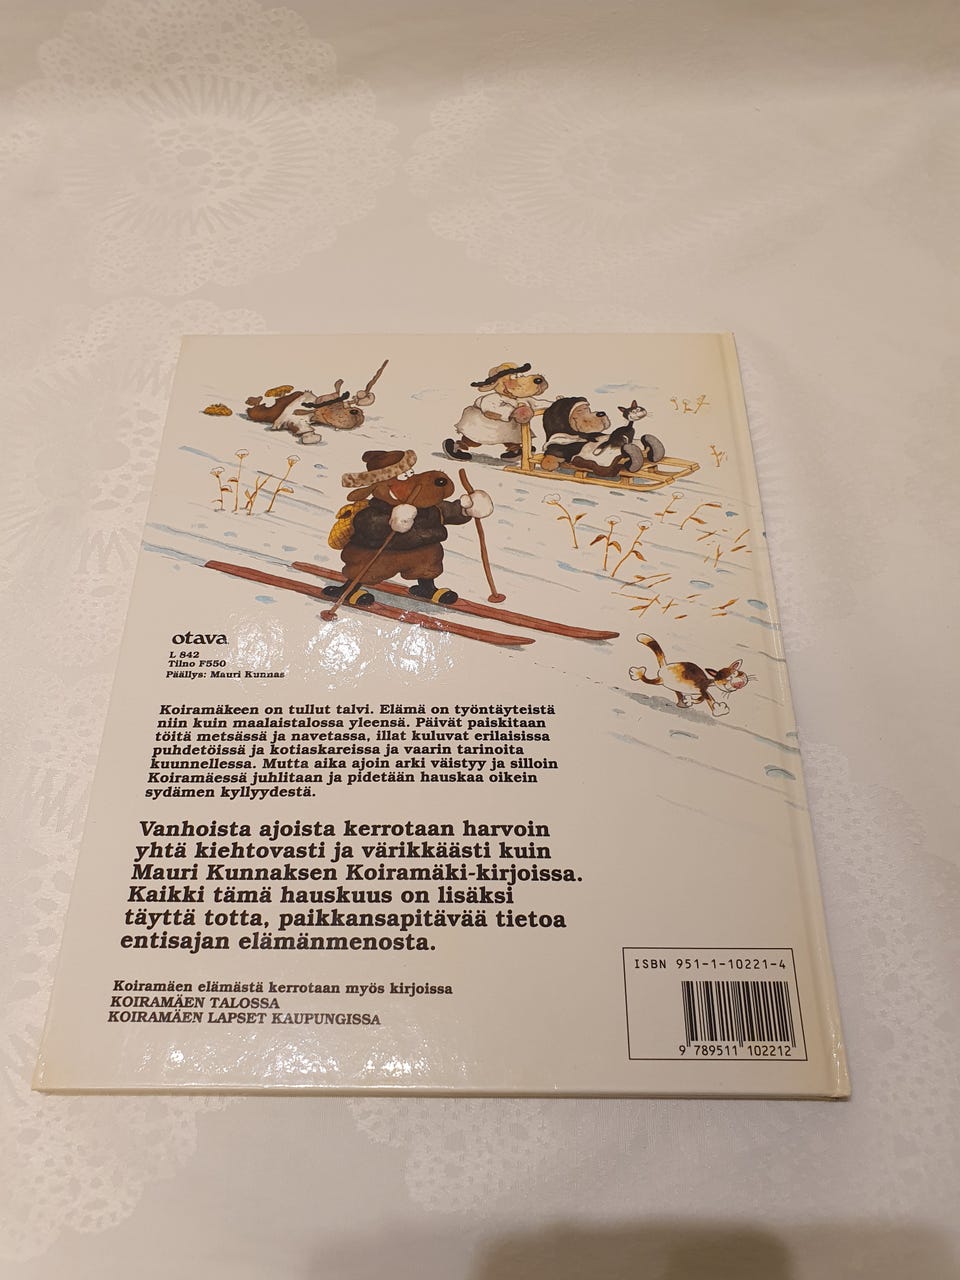 otava
L 842
Tilno F550
Päällys: Mauri Kunnas
Koiramäkeen on tullut talvi. Elämä on työntäyteistä
niin kuin maalaistalossa yleensä. Päivät paiskitaan
töitä metsässä ja navetassa, illat kuluvat erilaisissa
puhdetöissä ja kotiaskareissa ja vaarin tarinoita
kuunnellessa. Mutta aika ajoin arki väistyy ja silloin
Koiramäessä juhlitaan ja pidetään hauskaa oikein
sydämen kyllyydestä.
Vanhoista ajoista kerrotaan harvoin
yhtä kiehtovasti ja värikkäästi kuin
Mauri Kunnaksen Koiramäki-kirjoissa.
Kaikki tämä hauskuus on lisäksi
täyttä totta, paikkansapitävää tietoa
entisajan elämänmenosta.
Koiramäen elämästä kerrotaan myös kirjoissa
KOIRAMÄEN TALOSSA
KOIRAMÄEN LAPSET KAUPUNGISSA
ISBN 951-1-10221-4
9 789511 102212